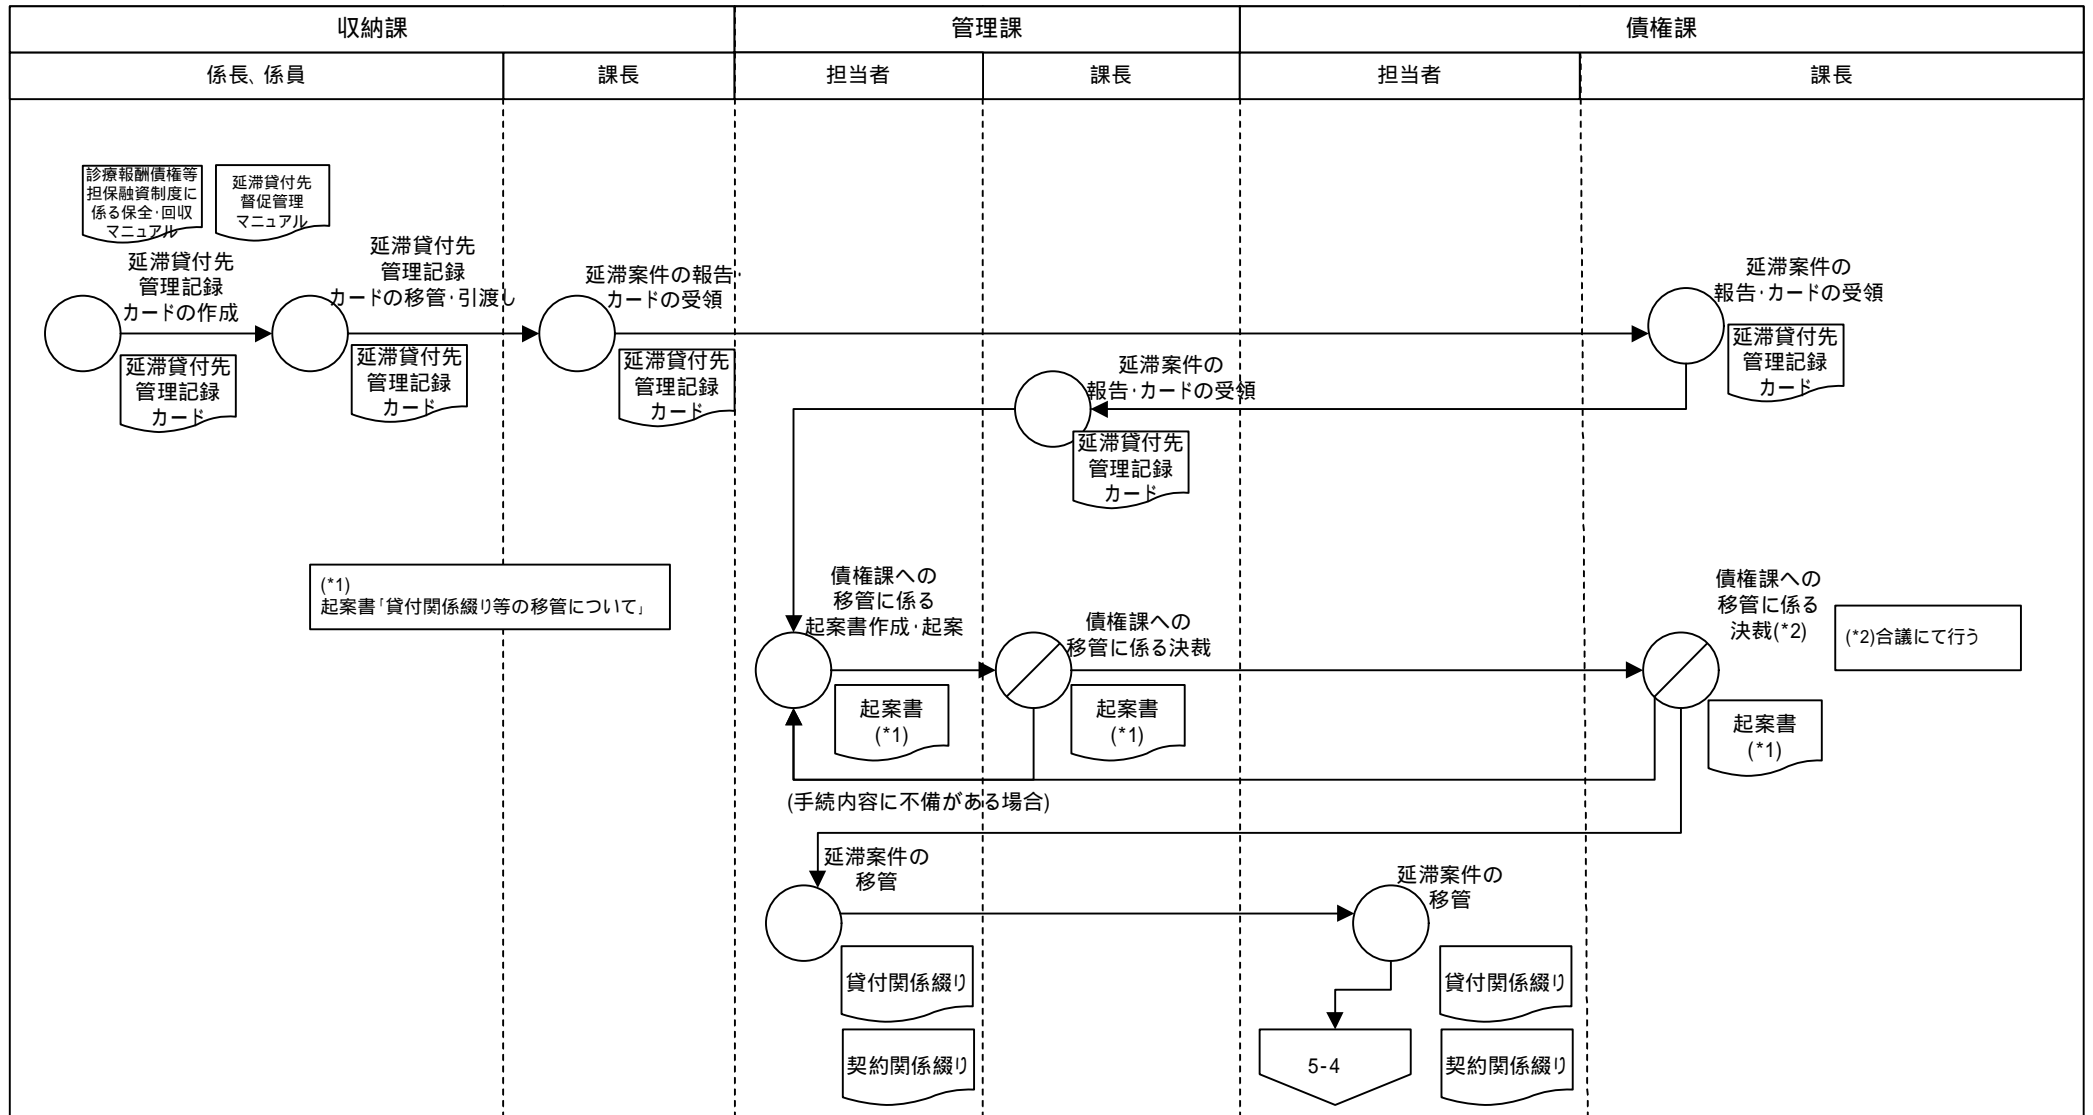 収納課
管理課
債権課
係長、係員
課長
担当者
課長
担当者
課長
診療報酬債権等
担保融資制度に
係る保全・回収
マニュアル
延滞貸付先
督促管理
マニュアル
延滞貸付先
管理記録
カードの作成
延滞貸付先
管理記録
カードの移管・引渡し
延滞案件の報告・
カードの受領
延滞案件の
報告・カードの受領
延滞貸付先
管理記録
カード
延滞貸付先
管理記録
カード
延滞貸付先
管理記録
カード
延滞貸付先
管理記録
カード
延滞案件の
報告・カードの受領
延滞貸付先
管理記録
カード
(*1)
起案書「貸付関係綴り等の移管について」
債権課への
移管に係る
起案書作成・起案
債権課への
移管に係る決裁
債権課への
移管に係る
決裁(*2)
(*2)合議にて行う
起案書
(*1)
起案書
(*1)
起案書
(*1)
(手続内容に不備がある場合)
延滞案件の
移管
延滞案件の
移管
貸付関係綴り
契約関係綴り
貸付関係綴り
契約関係綴り
5-4